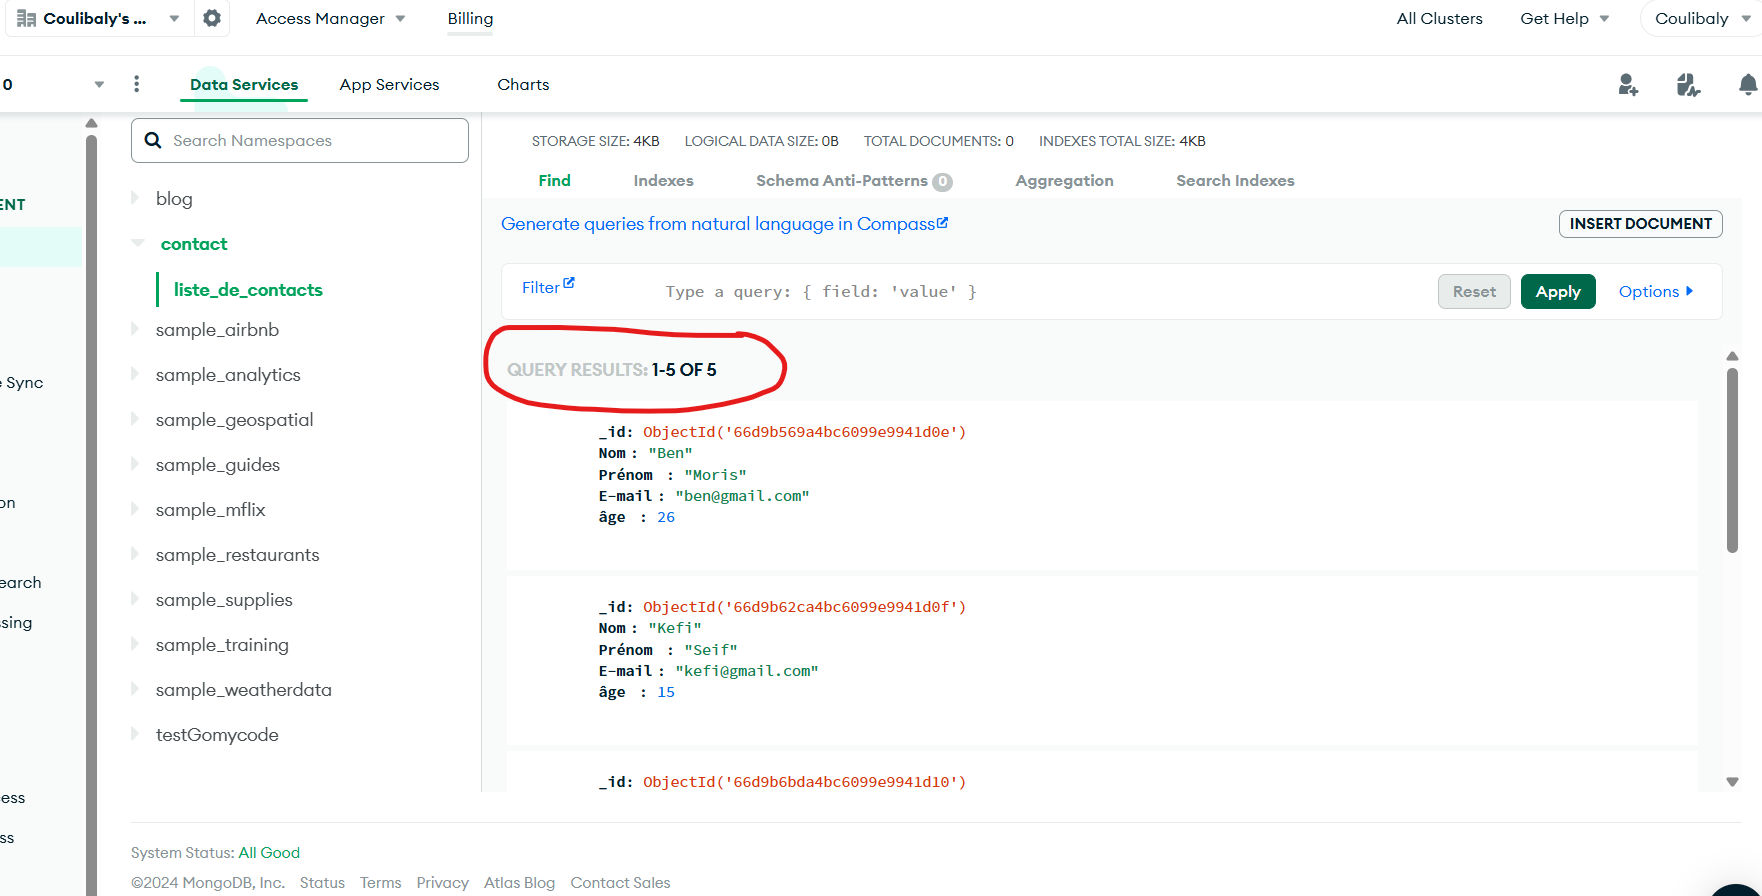 Coulibaly's ...
Access Manager
Billing
All Clusters
Get Help
Coulibaly
0
Data Services
App Services
Charts
ENT
Sync
on
earch
sing
ess
ss
Search Namespaces
blog
contact
liste_de_contacts
sample_airbnb
sample_analytics
sample_geospatial
sample_guides
sample_mflix
sample_restaurants
sample_supplies
sample_training
sample_weatherdata
testGomycode
STORAGE SIZE: 4KB LOGICAL DATA SIZE: 0B TOTAL DOCUMENTS: 0 INDEXES TOTAL SIZE: 4KB
Find Indexes Schema Anti-Patterns 0 Aggregation Search Indexes
Generate queries from natural language in Compass
INSERT DOCUMENT
Filter
Type a query: { field: 'value' }
Reset
Apply
Options
QUERY RESULTS: 1-5 OF 5
_id: ObjectId('66d9b569a4bc6099e9941d0e')
Nom : "Ben"
Prénom : "Moris"
E-mail : "ben@gmail.com"
âge : 26
_id: ObjectId('66d9b62ca4bc6099e9941d0f')
Nom : "Kefi"
Prénom : "Seif"
E-mail : "kefi@gmail.com"
âge : 15
_id: ObjectId('66d9b6bda4bc6099e9941d10')
System Status: All Good
©2024 MongoDB, Inc. Status Terms Privacy Atlas Blog Contact Sales